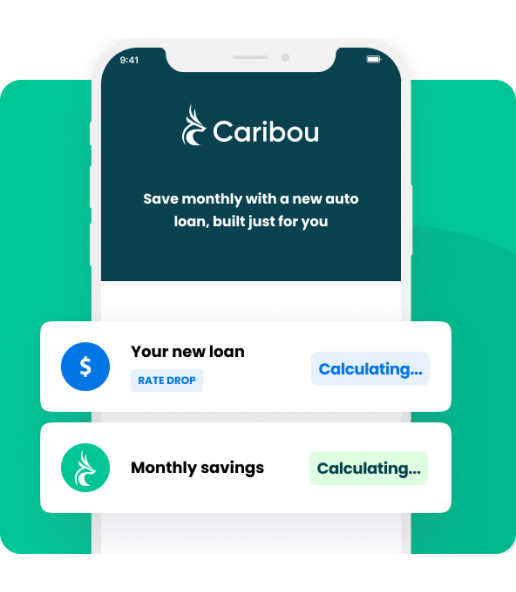 9:41
Caribou
Save monthly with a new auto
loan, built just for you
$
Your new loan
RATE DROP
Calculating...
Monthly savings
Calculating...